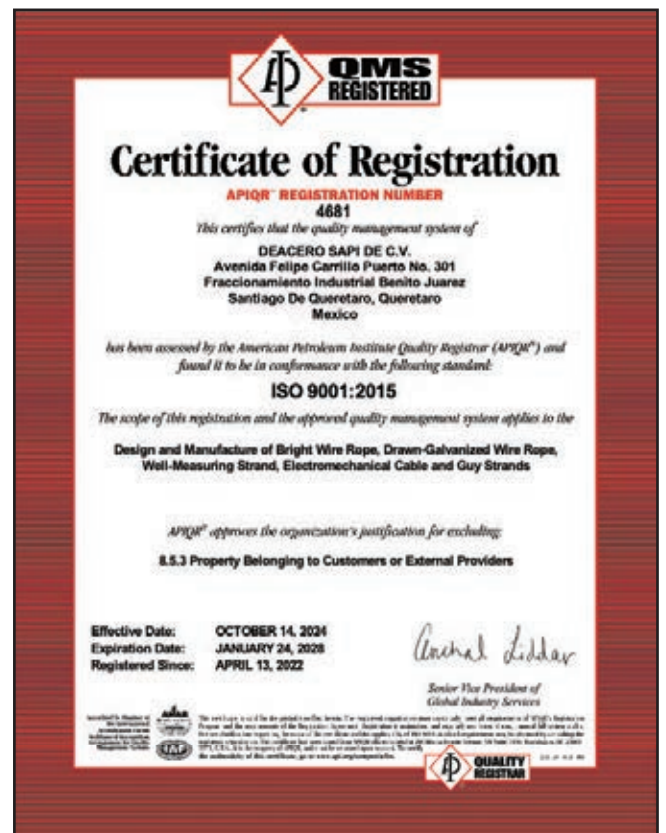 QMS
REGISTERED
Certificate of Registration
APIQR™ REGISTRATION NUMBER
4681
This certifies that the quality management system of
DEACERO SAPI DE C.V.
Avenida Felipe Carrillo Puerto No. 301
Fraccionamiento Industrial Benito Juarez
Santiago De Queretaro, Queretaro
Mexico
has been assessed by the American Petroleum Institute Quality Registrar (APIQR®) and
found it to be in conformance with the following standard:
ISO 9001:2015
The scope of this registration and the approved quality management system applies to the
Design and Manufacture of Bright Wire Rope, Drawn-Galvanized Wire Rope,
Well-Measuring Strand, Electromechanical Cable and Guy Strands
APIQR® approves the organization's justification for excluding:
8.5.3 Property Belonging to Customers or External Providers
Effective Date: OCTOBER 14, 2024
Expiration Date: JANUARY 24, 2028
Registered Since: APRIL 13, 2022
Senior Vice President of
Global Industry Services
IAF
QUALITY
REGISTRAR